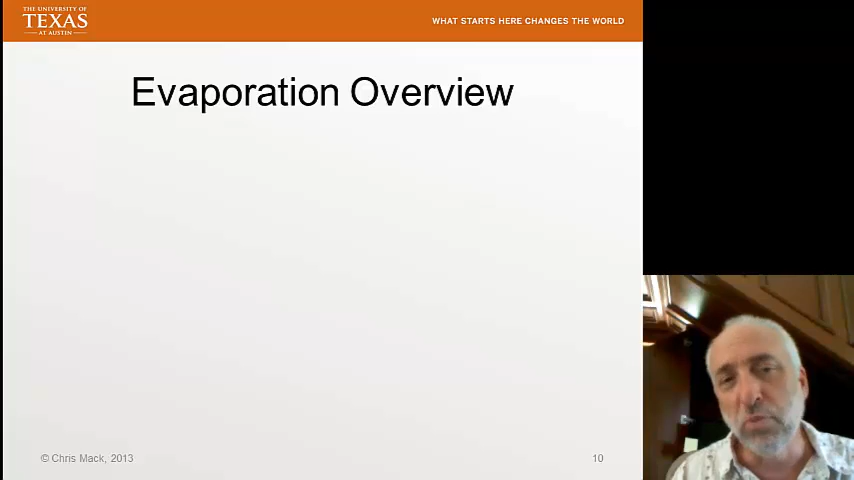 THE UNIVERSITY OF
TEXAS
AT AUSTIN
WHAT STARTS HERE CHANGES THE WORLD
Evaporation Overview
© Chris Mack, 2013
10